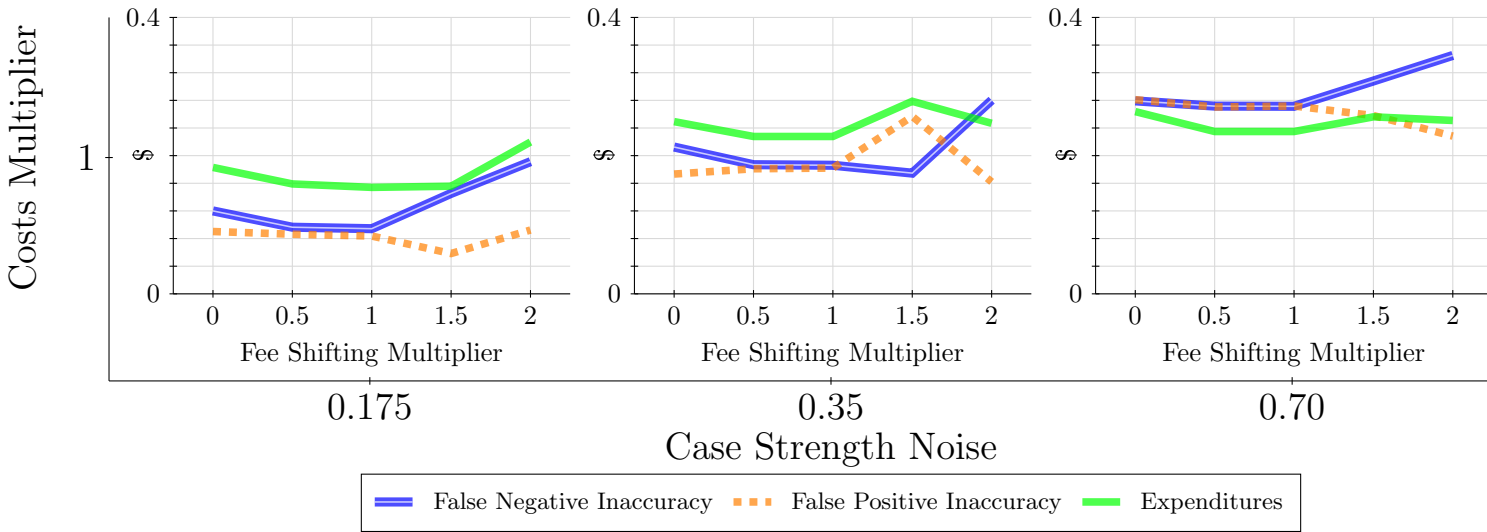 Costs Multiplier
1
0.4
$
0
0 0.5 1 1.5 2
Fee Shifting Multiplier
0.4
$
0
0 0.5 1 1.5 2
Fee Shifting Multiplier
0.4
$
0
0 0.5 1 1.5 2
Fee Shifting Multiplier
0.175 0.35 0.70
Case Strength Noise
False Negative Inaccuracy False Positive Inaccuracy Expenditures